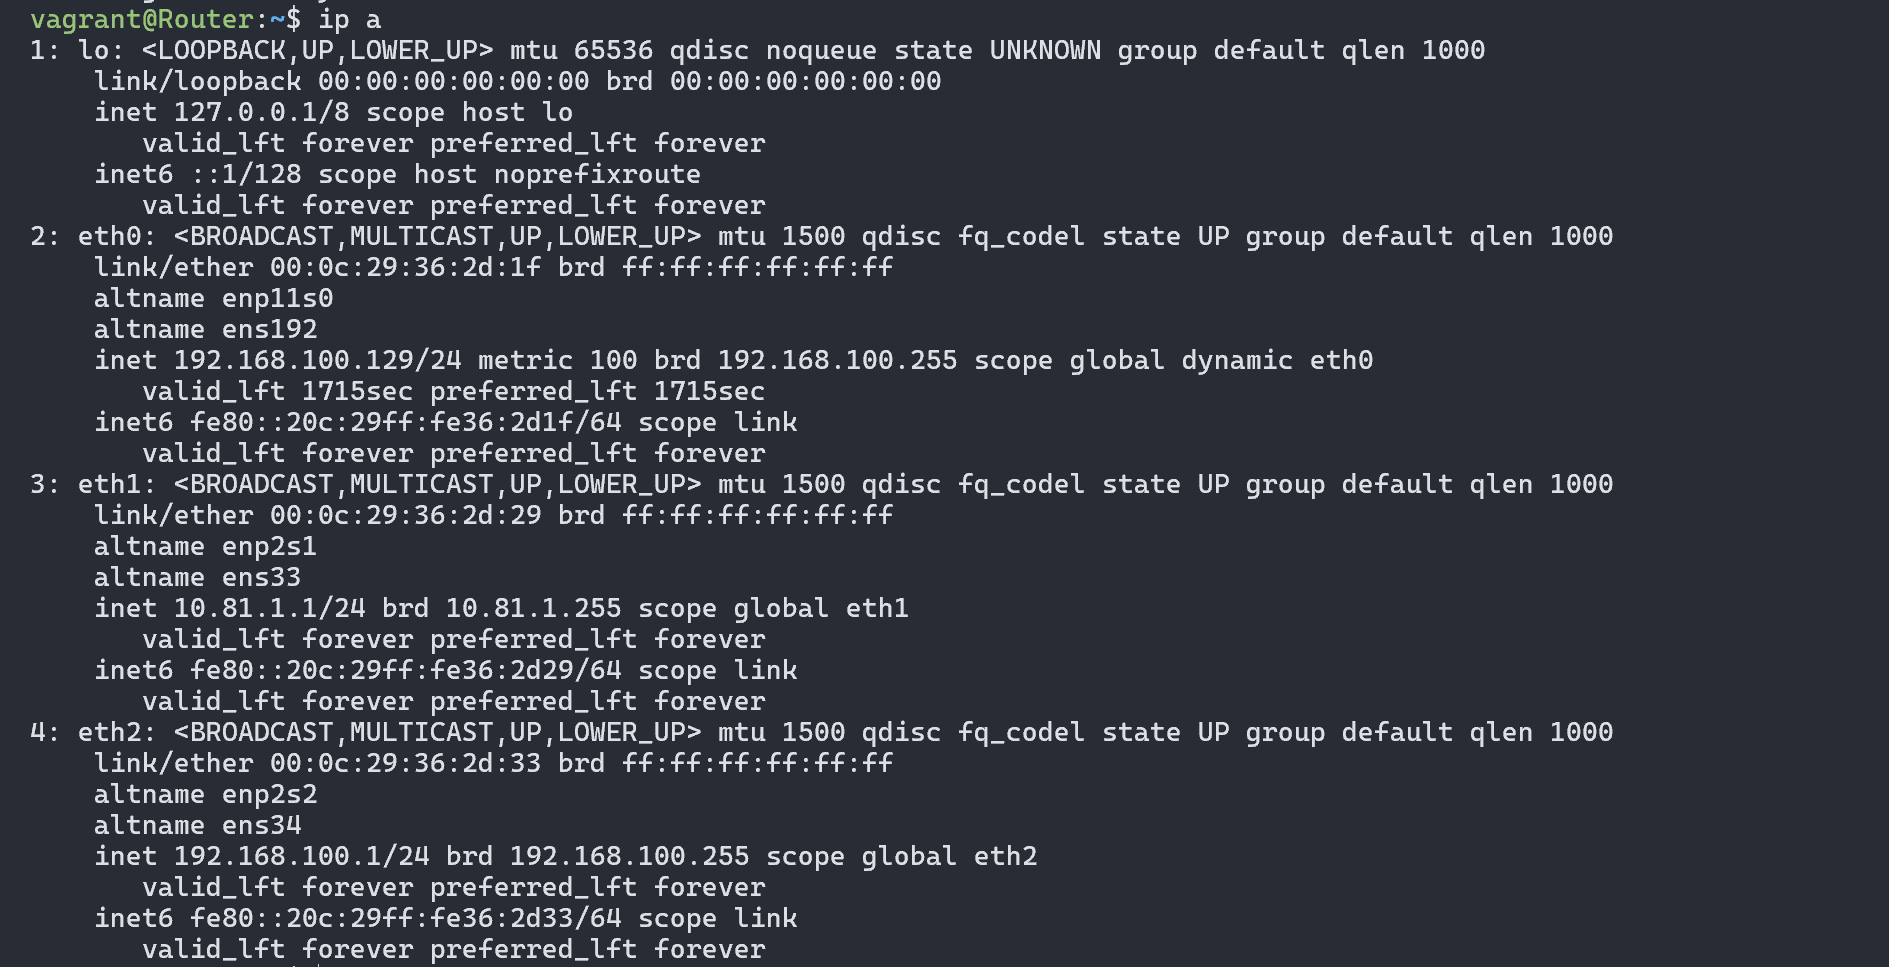 vagrant@Router:~$ ip a
1: lo: <LOOPBACK,UP,LOWER_UP> mtu 65536 qdisc noqueue state UNKNOWN group default qlen 1000
    link/loopback 00:00:00:00:00:00 brd 00:00:00:00:00:00
    inet 127.0.0.1/8 scope host lo
       valid_lft forever preferred_lft forever
    inet6 ::1/128 scope host noprefixroute
       valid_lft forever preferred_lft forever
2: eth0: <BROADCAST,MULTICAST,UP,LOWER_UP> mtu 1500 qdisc fq_codel state UP group default qlen 1000
    link/ether 00:0c:29:36:2d:1f brd ff:ff:ff:ff:ff:ff
    altname enp11s0
    altname ens192
    inet 192.168.100.129/24 metric 100 brd 192.168.100.255 scope global dynamic eth0
       valid_lft 1715sec preferred_lft 1715sec
    inet6 fe80::20c:29ff:fe36:2d1f/64 scope link
       valid_lft forever preferred_lft forever
3: eth1: <BROADCAST,MULTICAST,UP,LOWER_UP> mtu 1500 qdisc fq_codel state UP group default qlen 1000
    link/ether 00:0c:29:36:2d:29 brd ff:ff:ff:ff:ff:ff
    altname enp2s1
    altname ens33
    inet 10.81.1.1/24 brd 10.81.1.255 scope global eth1
       valid_lft forever preferred_lft forever
    inet6 fe80::20c:29ff:fe36:2d29/64 scope link
       valid_lft forever preferred_lft forever
4: eth2: <BROADCAST,MULTICAST,UP,LOWER_UP> mtu 1500 qdisc fq_codel state UP group default qlen 1000
    link/ether 00:0c:29:36:2d:33 brd ff:ff:ff:ff:ff:ff
    altname enp2s2
    altname ens34
    inet 192.168.100.1/24 brd 192.168.100.255 scope global eth2
       valid_lft forever preferred_lft forever
    inet6 fe80::20c:29ff:fe36:2d33/64 scope link
       valid_lft forever preferred_lft forever